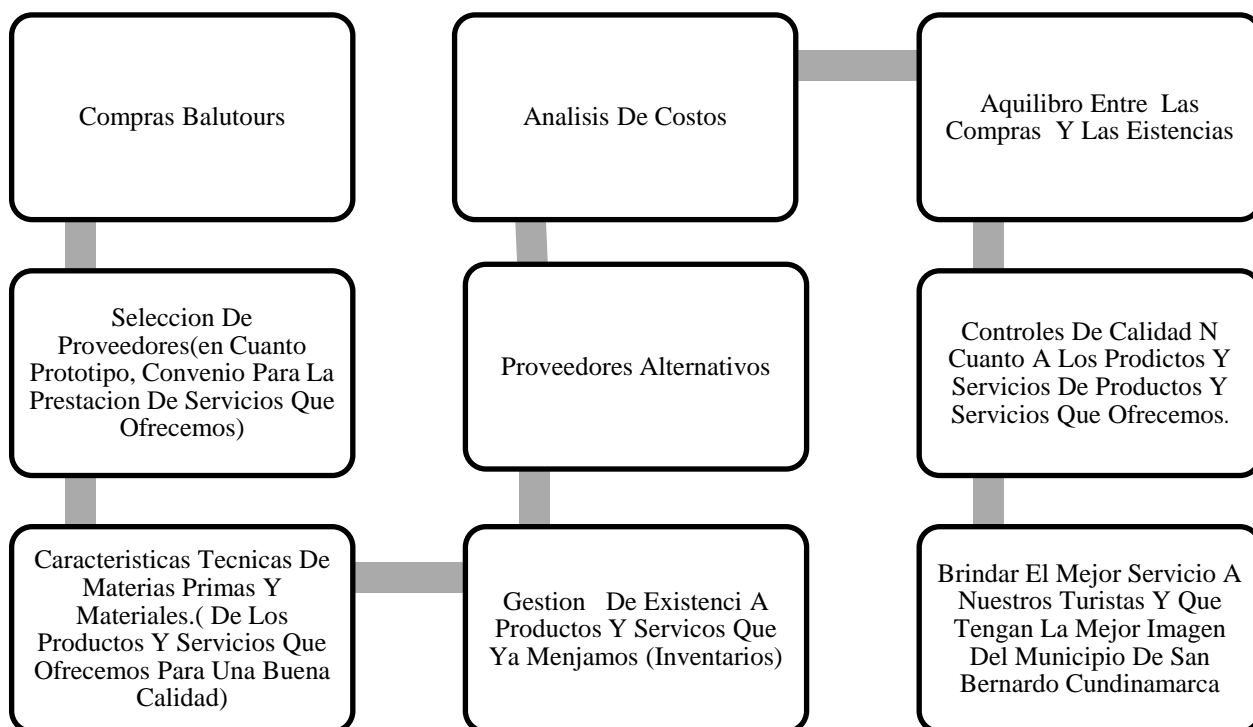 Compras Balutours
Seleccion De
Proveedores(en Cuanto
Prototipo, Convenio Para La
Prestacion De Servicios Que
Ofrecemos)
Caracteristicas Tecnicas De
Materias Primas Y
Materiales.( De Los
Productos Y Servicios Que
Ofrecemos Para Una Buena
Calidad)
Gestion De Existenci A
Productos Y Servicos Que
Ya Menjamos (Inventarios)
Proveedores Alternativos
Analisis De Costos
Aquilibro Entre Las
Compras Y Las Eistencias
Controles De Calidad N
Cuanto A Los Prodictos Y
Servicios De Productos Y
Servicios Que Ofrecemos.
Brindar El Mejor Servicio A
Nuestros Turistas Y Que
Tengan La Mejor Imagen
Del Municipio De San
Bernardo Cundinamarca